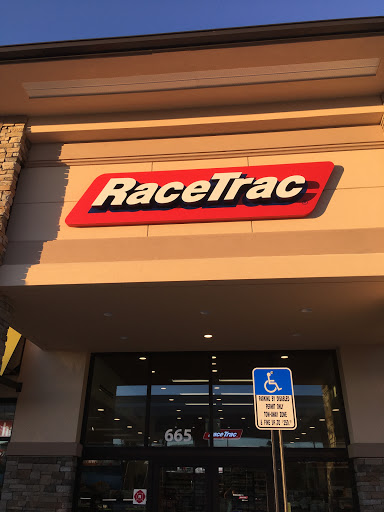 RaceTrac
665
RaceTrac
PARKING BY DISABLED
PERMIT ONLY
TOW-AWAY ZONE